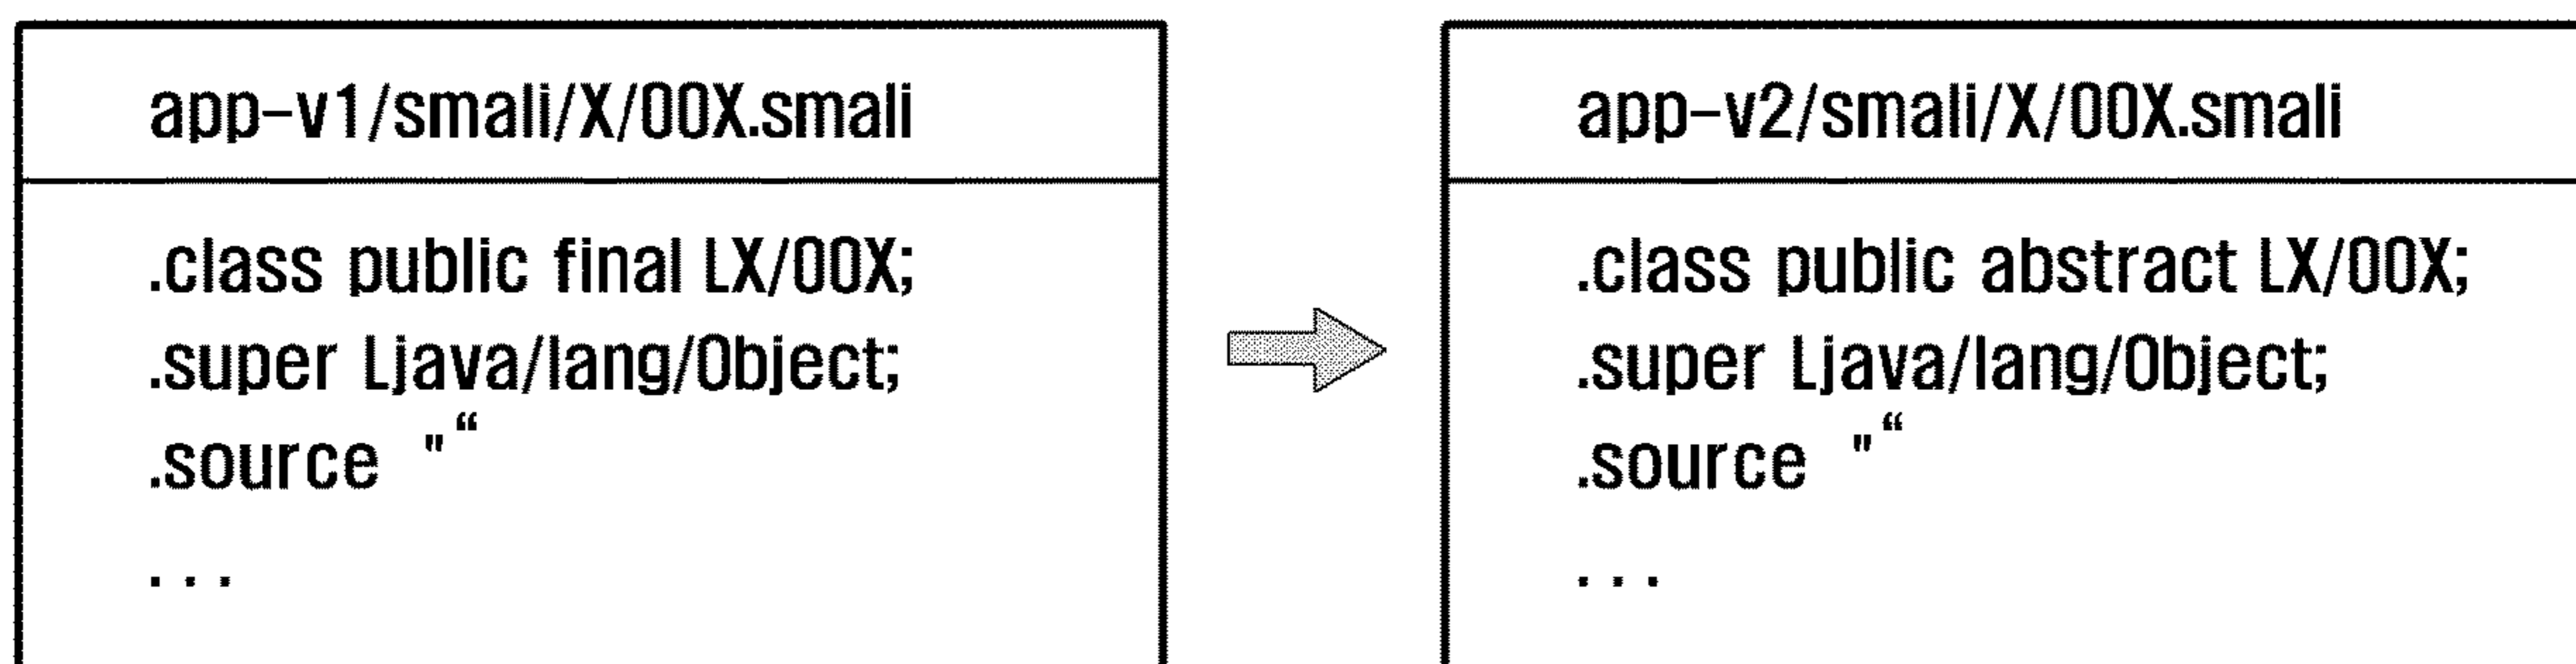 app-v1/smali/X/00X.smali
.class public final LX/00X;
.super Ljava/lang/Object;
.source "“
...
app-v2/smali/X/00X.smali
.class public abstract LX/00X;
.super Ljava/lang/Object;
.source "“
...